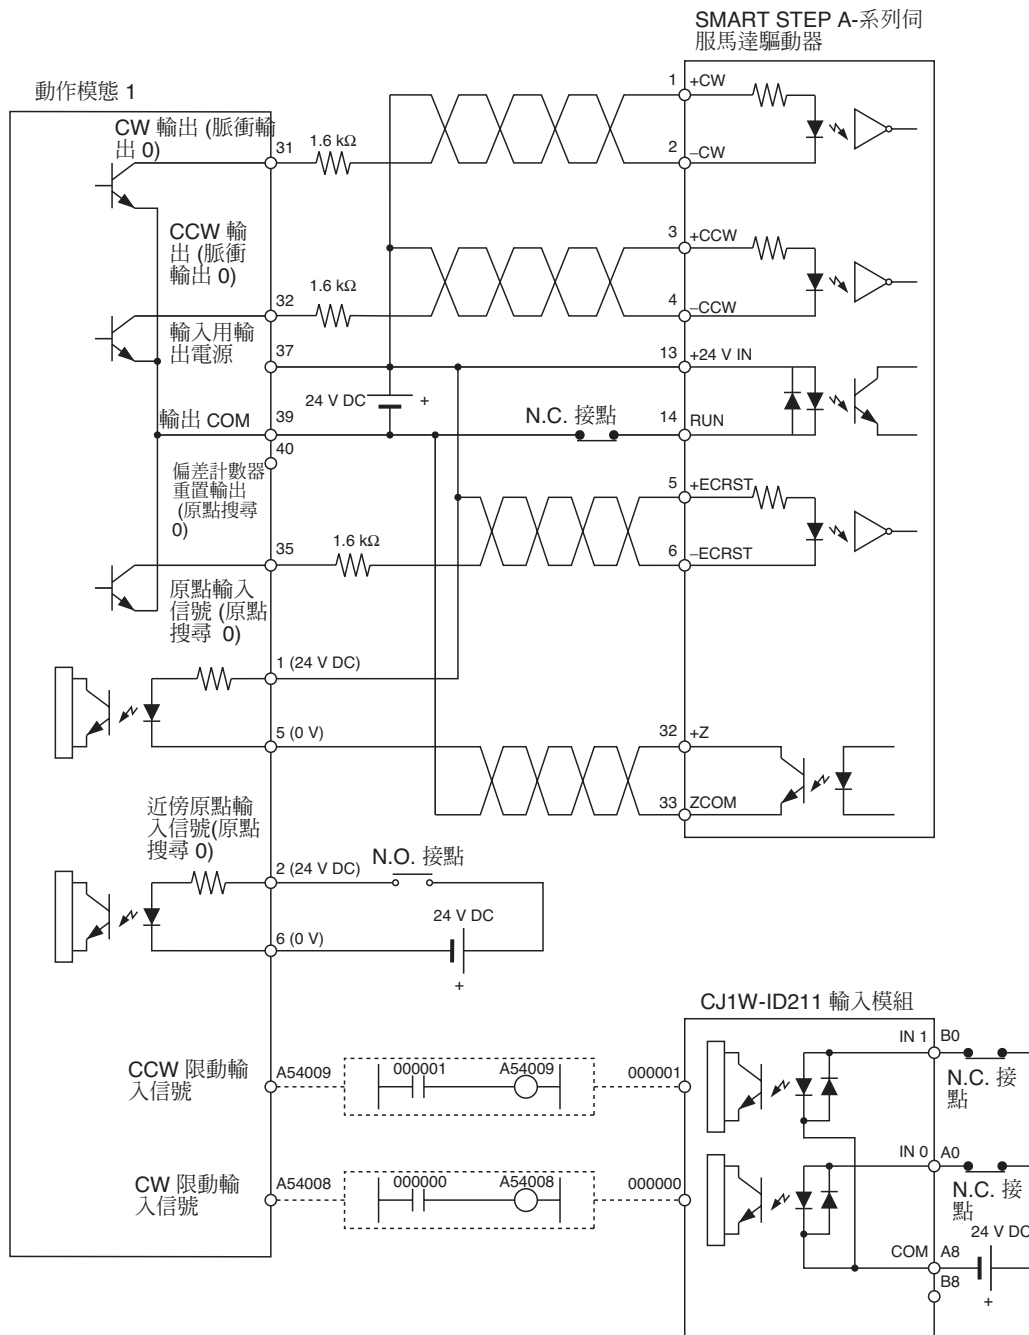 SMART STEP A-系列伺
服馬達驅動器
動作模態 1
CW 輸出 (脈衝輸
出 0)
31
1.6 kΩ
1
+CW
2
–CW
CCW 輸
出 (脈衝
輸出 0)
32
1.6 kΩ
3
+CCW
4
–CCW
輸入用輸
出電源
37
13
+24 V IN
24 V DC
+
輸出 COM
39
N.C. 接點
14
RUN
40
偏差計數器
重置輸出
(原點搜尋
0)
35
1.6 kΩ
5
+ECRST
6
–ECRST
原點輸入
信號 (原點
搜尋 0)
1 (24 V DC)
5 (0 V)
32
+Z
33
ZCOM
近傍原點輸
入信號(原點
搜尋 0)
2 (24 V DC)
N.O. 接點
24 V DC
6 (0 V)
+
CJ1W-ID211 輸入模組
IN 1
B0
N.C. 接
點
CCW 限動輸
入信號
A54009
000001
A54009
000001
IN 0
A0
N.C. 接
點
CW 限動輸
入信號
A54008
000000
A54008
000000
24 V DC
COM
A8
B8
+